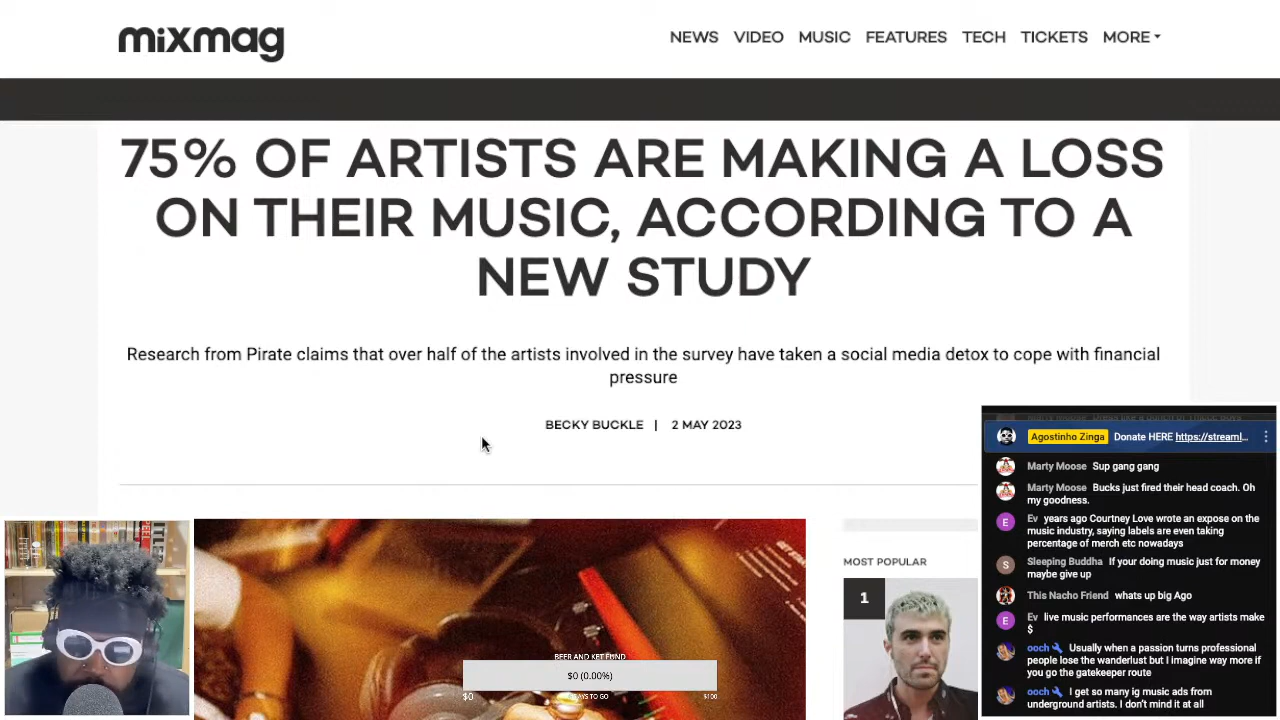 mixmag
NEWS VIDEO MUSIC FEATURES TECH TICKETS MORE
75% OF ARTISTS ARE MAKING A LOSS
ON THEIR MUSIC, ACCORDING TO A
NEW STUDY
Research from Pirate claims that over half of the artists involved in the survey have taken a social media detox to cope with financial
pressure
BECKY BUCKLE | 2 MAY 2023
MOST POPULAR
1
BEER AND KET FUND
$0 (0.00%)
$0 DAYS TO GO $100
Agostinho Zinga Donate HERE https://streaml...
Marty Moose Sup gang gang
Marty Moose Bucks just fired their head coach. Oh
my goodness.
E Ev years ago Courtney Love wrote an expose on the
music industry, saying labels are even taking
percentage of merch etc nowadays
S Sleeping Buddha If your doing music just for money
maybe give up
This Nacho Friend whats up big Ago
E Ev live music performances are the way artists make
$
ooch Usually when a passion turns professional
people lose the wanderlust but I imagine way more if
you go the gatekeeper route
ooch I get so many ig music ads from
underground artists. I don't mind it at all